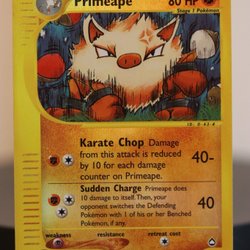 Primeape 60 HP
Stage 1 Pokémon
Karate Chop Damage
from this attack is reduced
by 10 for each damage
counter on Primeape.
40-
Sudden Charge Primeape does
10 damage to itself. Then, your
opponent switches the Defending
Pokémon with 1 of his or her Benched
Pokémon, if any.
40
weakness resistance retreat cost